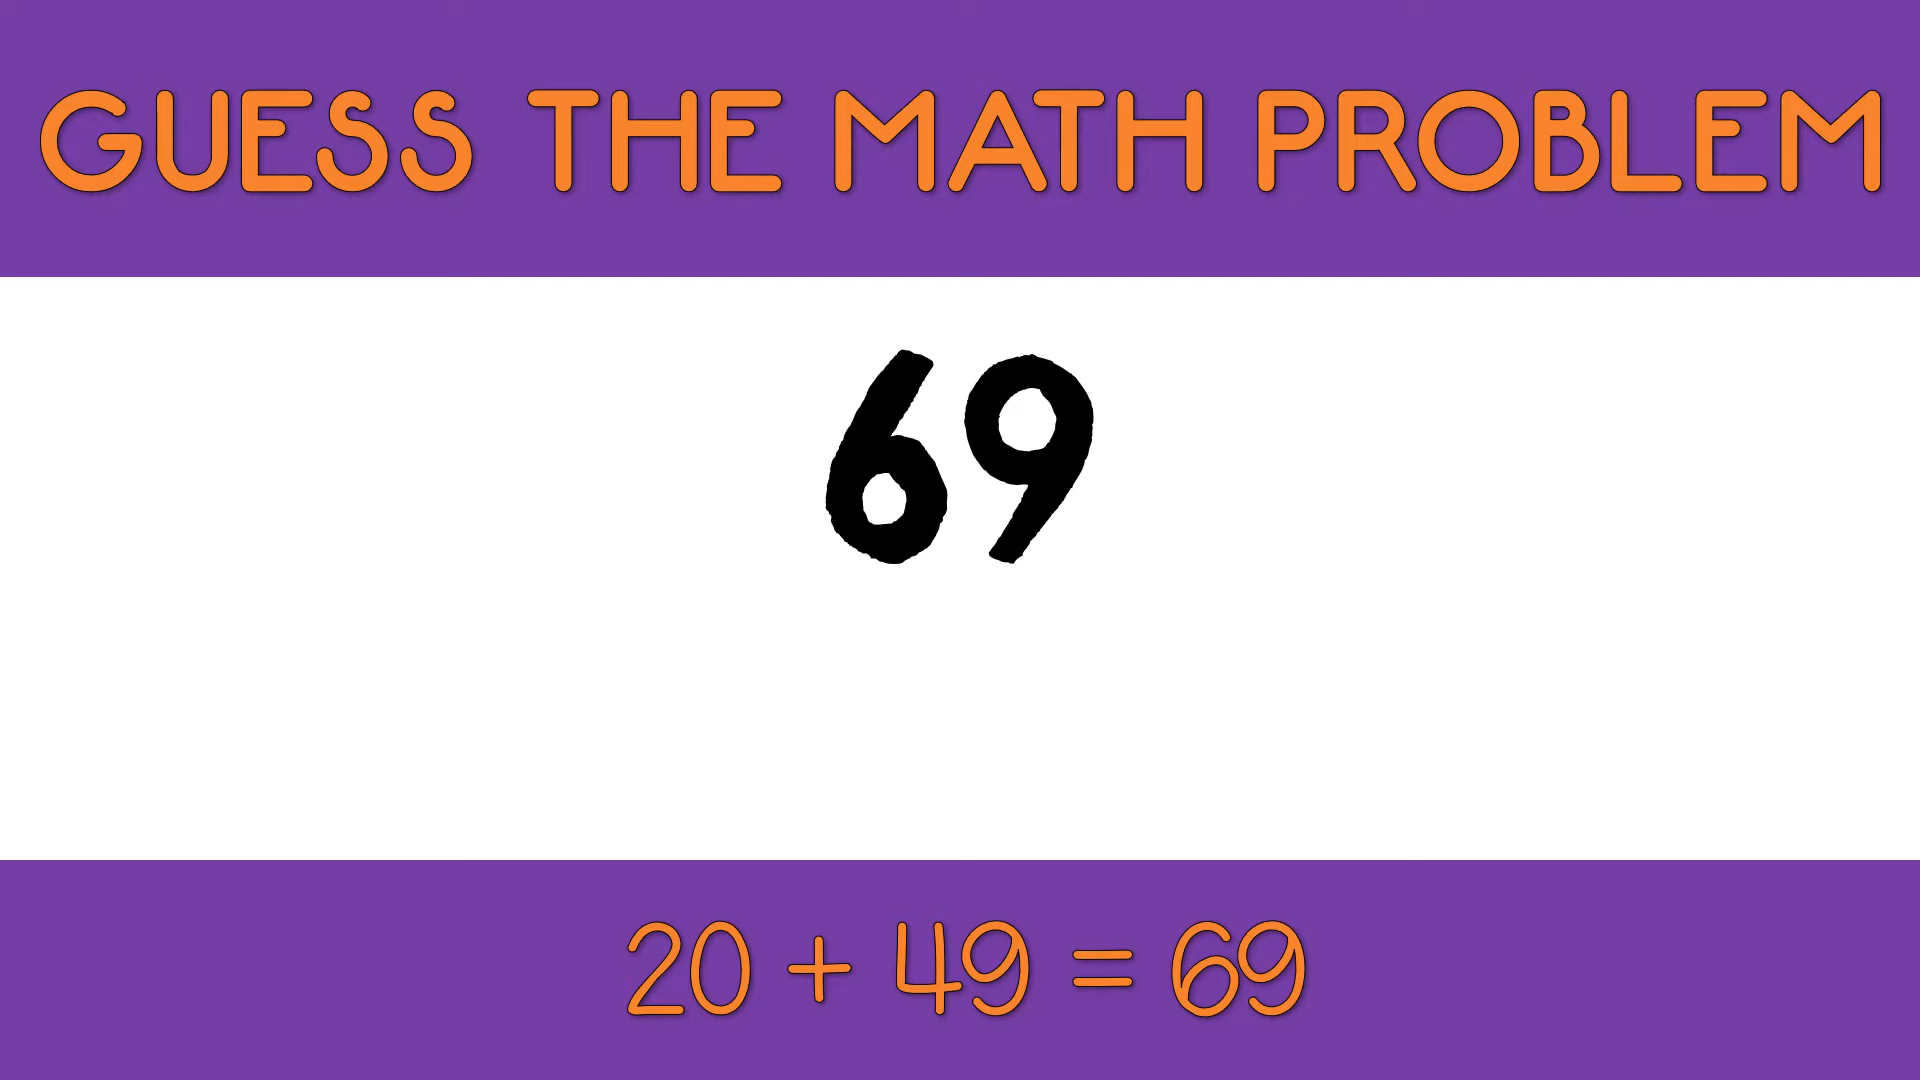 GUESS THE MATH PROBLEM
69
20 + 49 = 69